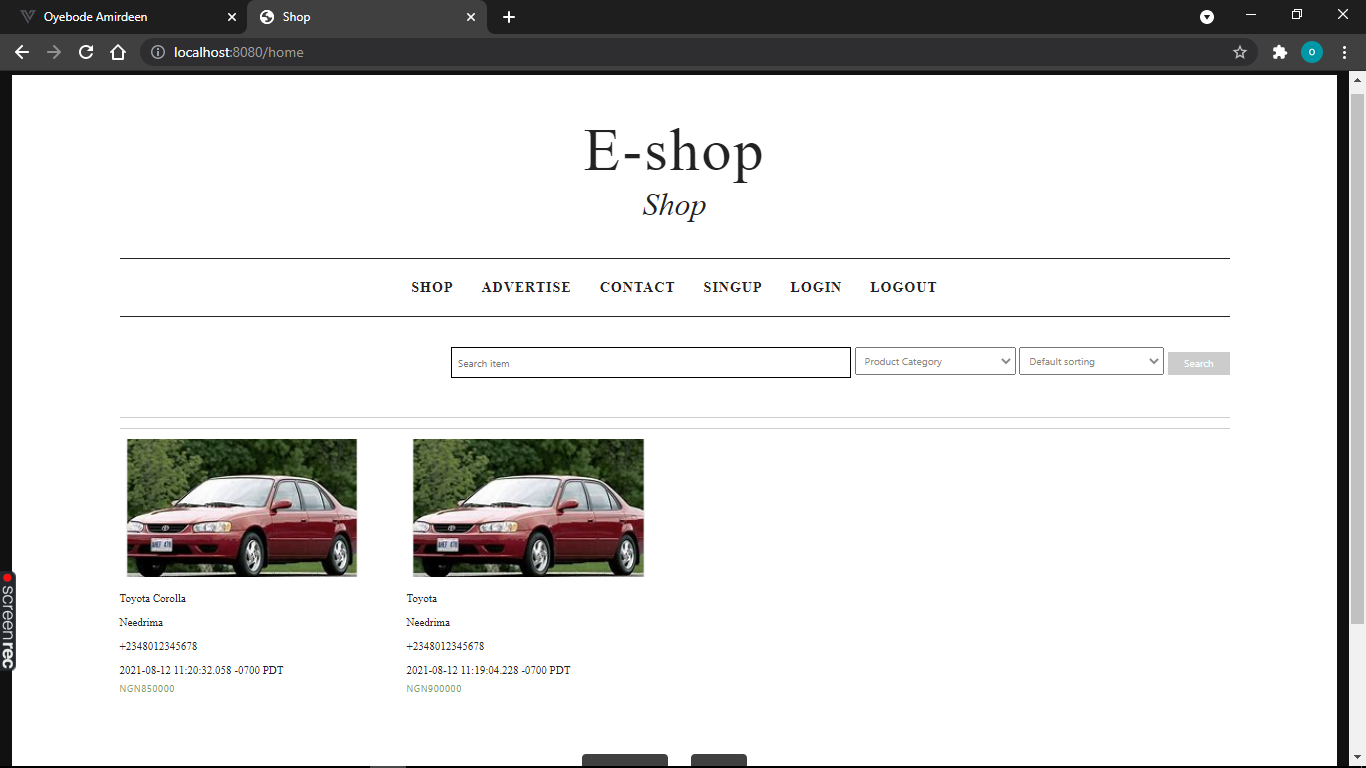 Oyebode Amirdeen
Shop
localhost:8080/home
E-shop
Shop
SHOP ADVERTISE CONTACT SINGUP LOGIN LOGOUT
Search item Product Category Default sorting Search
Toyota Corolla
Needrima
+2348012345678
2021-08-12 11:20:32.058 -0700 PDT
NGN850000
Toyota
Needrima
+2348012345678
2021-08-12 11:19:04.228 -0700 PDT
NGN900000
screenrec